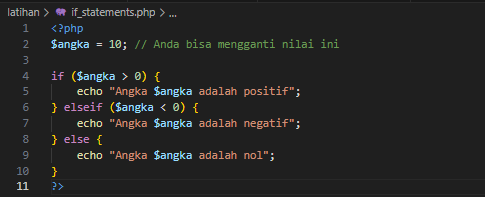 latihan > if_statements.php > ...
1 <?php
2 $angka = 10; // Anda bisa mengganti nilai ini
3
4 if ($angka > 0) {
5     echo "Angka $angka adalah positif";
6 } elseif ($angka < 0) {
7     echo "Angka $angka adalah negatif";
8 } else {
9     echo "Angka $angka adalah nol";
10 }
11 ?>